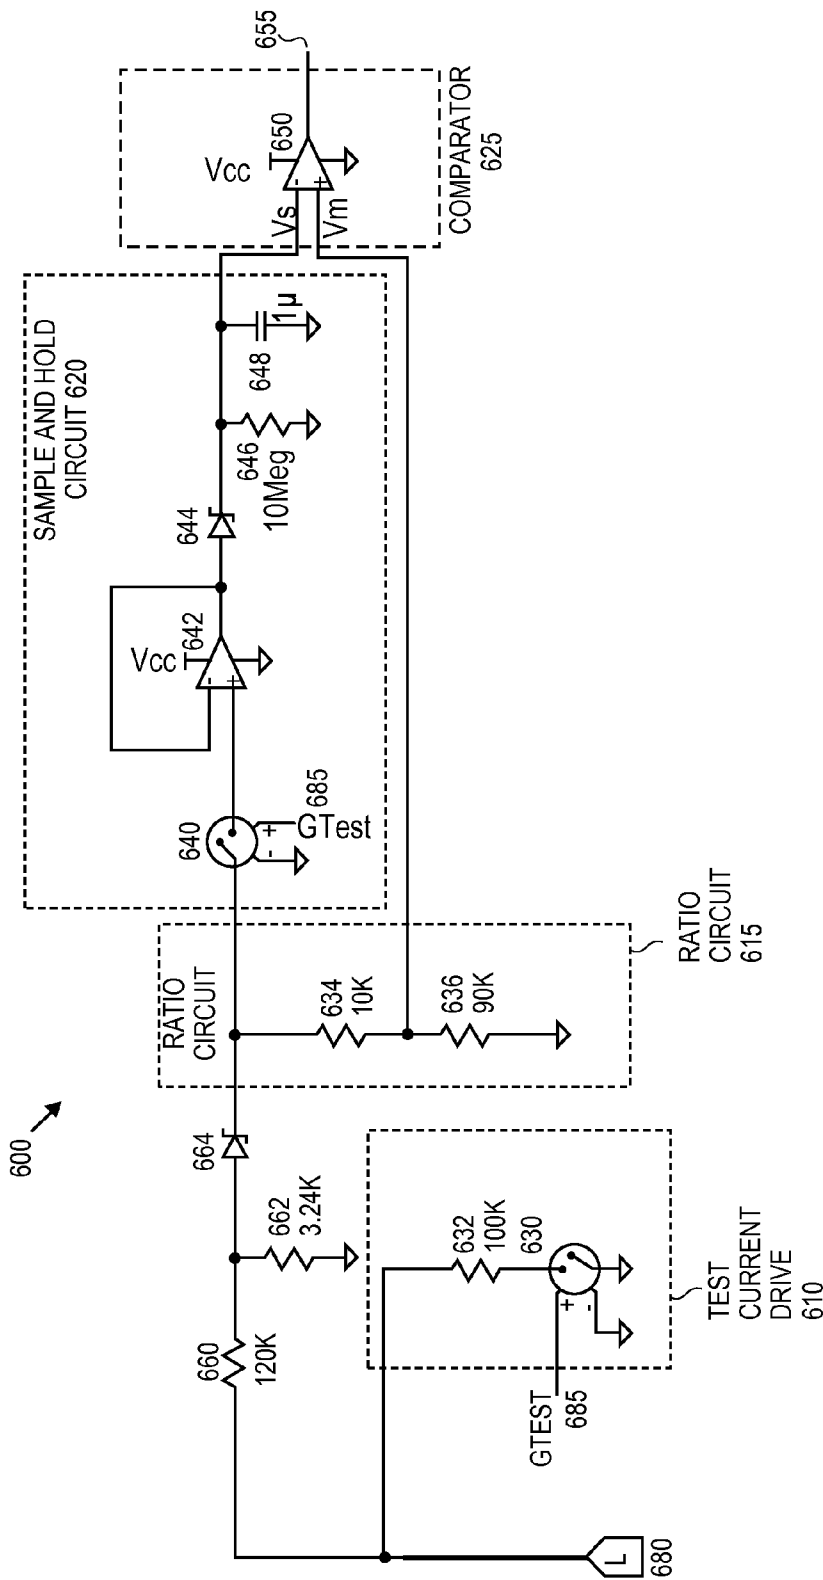 600
L
680
660
120K
662
3.24K
664
GTEST
685
632
100K
630
+
-
TEST
CURRENT
DRIVE
610
RATIO
CIRCUIT
634
10K
636
90K
RATIO
CIRCUIT
615
SAMPLE AND HOLD
CIRCUIT 620
640
+
-
685
GTest
Vcc
642
-
+
644
646
10Meg
648
1µ
Vs
Vm
Vcc
650
-
+
655
COMPARATOR
625